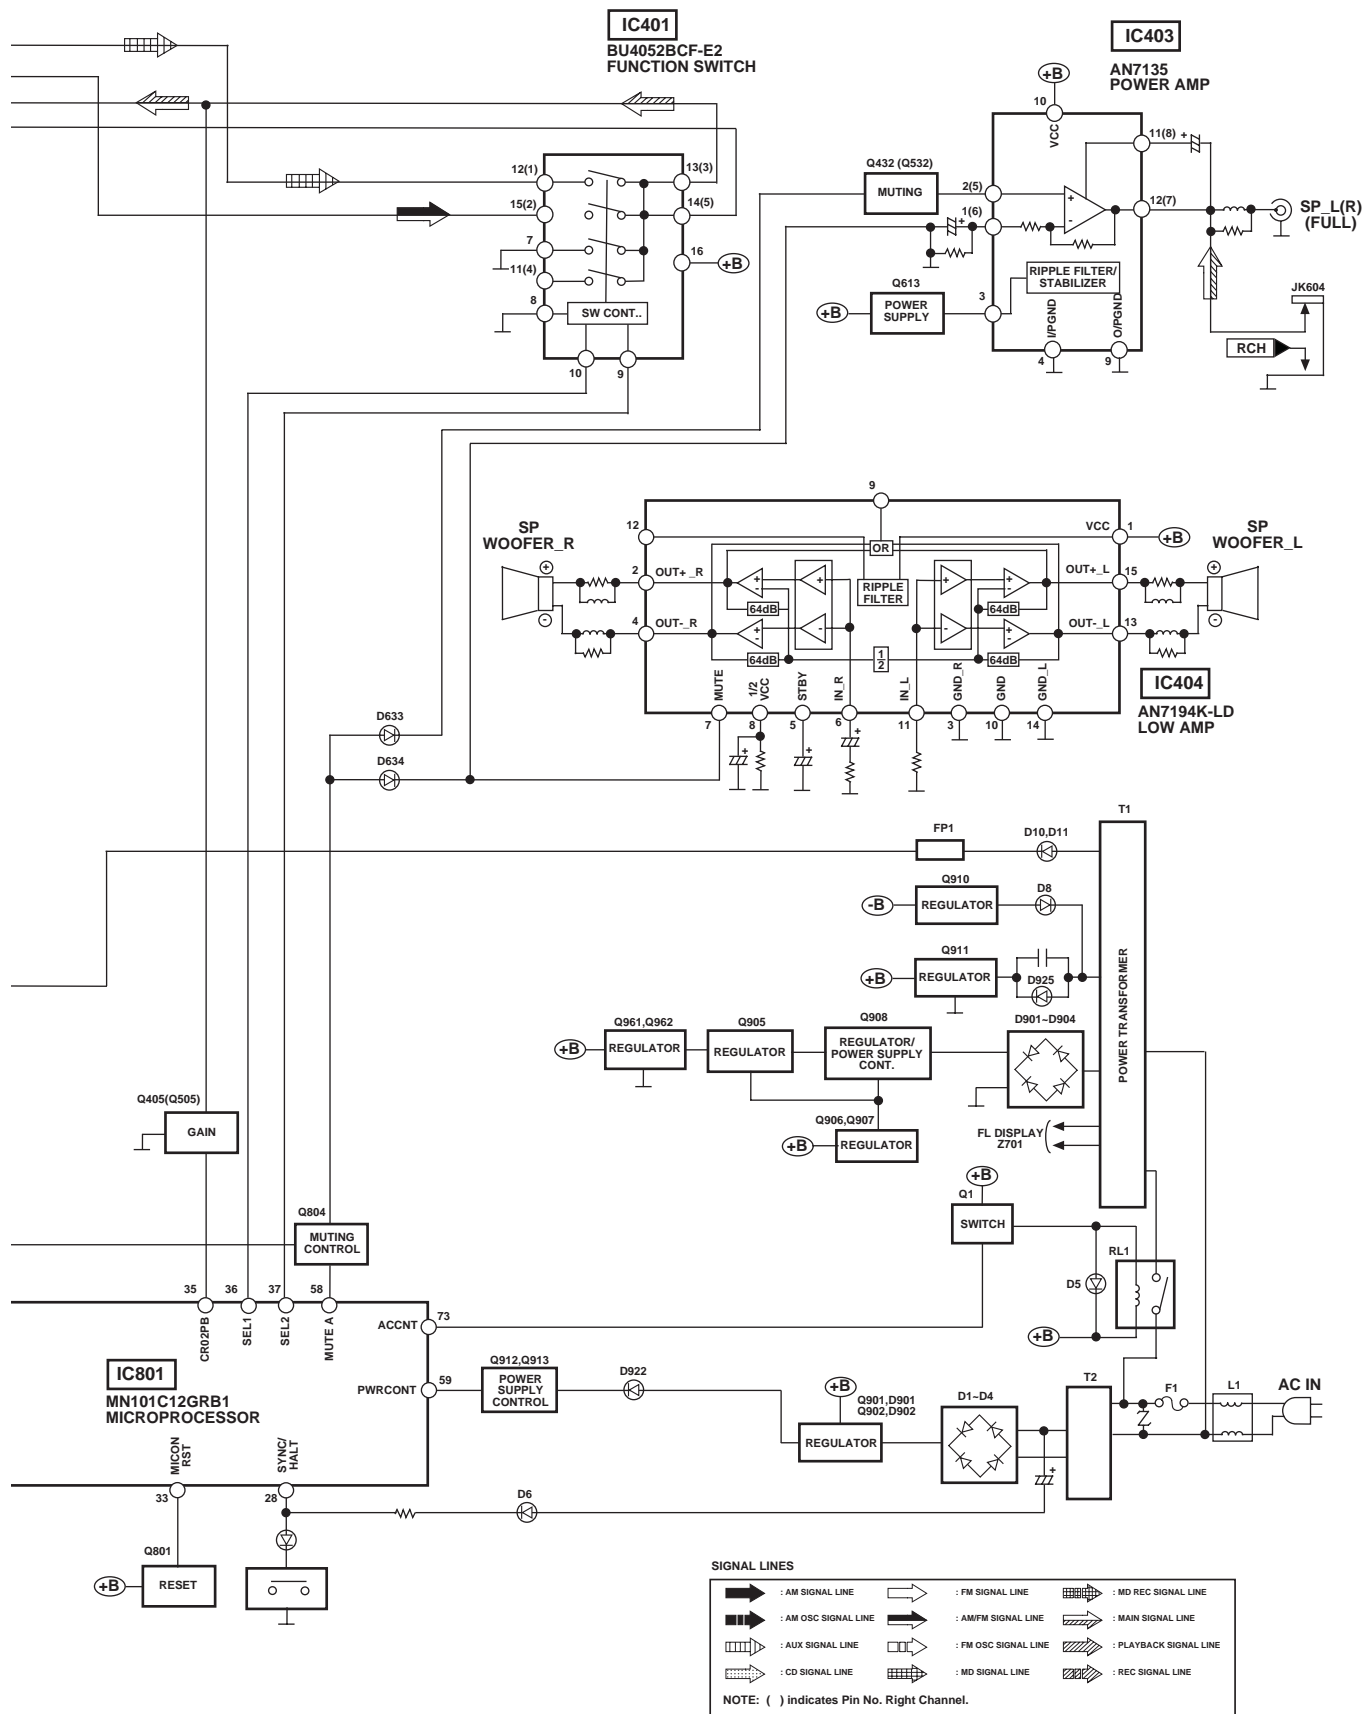 IC401
BU4052BCF-E2
FUNCTION SWITCH
IC403
AN7135
POWER AMP
+B
10
VCC
11(8) +
12(1)
13(3)
15(2)
14(5)
7
11(4)
16
+B
8
SW CONT..
10
9
Q432 (Q532)
MUTING
2(5)
1(6)
+
+
-
12(7)
SP_L(R)
(FULL)
RIPPLE FILTER/
STABILIZER
Q613
+B
POWER
SUPPLY
3
I/PGND
O/PGND
4
9
JK604
RCH
9
SP
WOOFER_R
12
VCC
1
+B
SP
WOOFER_L
OR
2
OUT+_R
RIPPLE
FILTER
OUT+_L
15
64dB
64dB
4
OUT-_R
OUT-_L
13
64dB
1
2
64dB
MUTE
1/2
VCC
STBY
IN_R
IN_L
GND_R
GND
GND_L
7
8
5
6
11
3
10
14
IC404
AN7194K-LD
LOW AMP
D633
D634
T1
FP1
D10,D11
Q910
D8
-B
REGULATOR
Q911
+B
REGULATOR
D925
POWER TRANSFORMER
Q961,Q962
Q905
Q908
D901~D904
+B
REGULATOR
REGULATOR
REGULATOR/
POWER SUPPLY
CONT.
Q906,Q907
+B
REGULATOR
FL DISPLAY
Z701
Q405(Q505)
GAIN
+B
Q1
SWITCH
Q804
MUTING
CONTROL
RL1
D5
+B
35
36
37
58
CR02PB
SEL1
SEL2
MUTE A
ACCNT
73
IC801
MN101C12GRB1
MICROPROCESSOR
PWRCONT
59
Q912,Q913
POWER
SUPPLY
CONTROL
D922
+B
Q901,D901
Q902,D902
REGULATOR
D1~D4
T2
F1
L1
AC IN
MICON
RST
SYNC/
HALT
33
28
D6
+
Q801
+B
RESET
SIGNAL LINES
: AM SIGNAL LINE
: FM SIGNAL LINE
: MD REC SIGNAL LINE
: AM OSC SIGNAL LINE
: AM/FM SIGNAL LINE
: MAIN SIGNAL LINE
: AUX SIGNAL LINE
: FM OSC SIGNAL LINE
: PLAYBACK SIGNAL LINE
: CD SIGNAL LINE
: MD SIGNAL LINE
: REC SIGNAL LINE
NOTE: ( ) indicates Pin No. Right Channel.